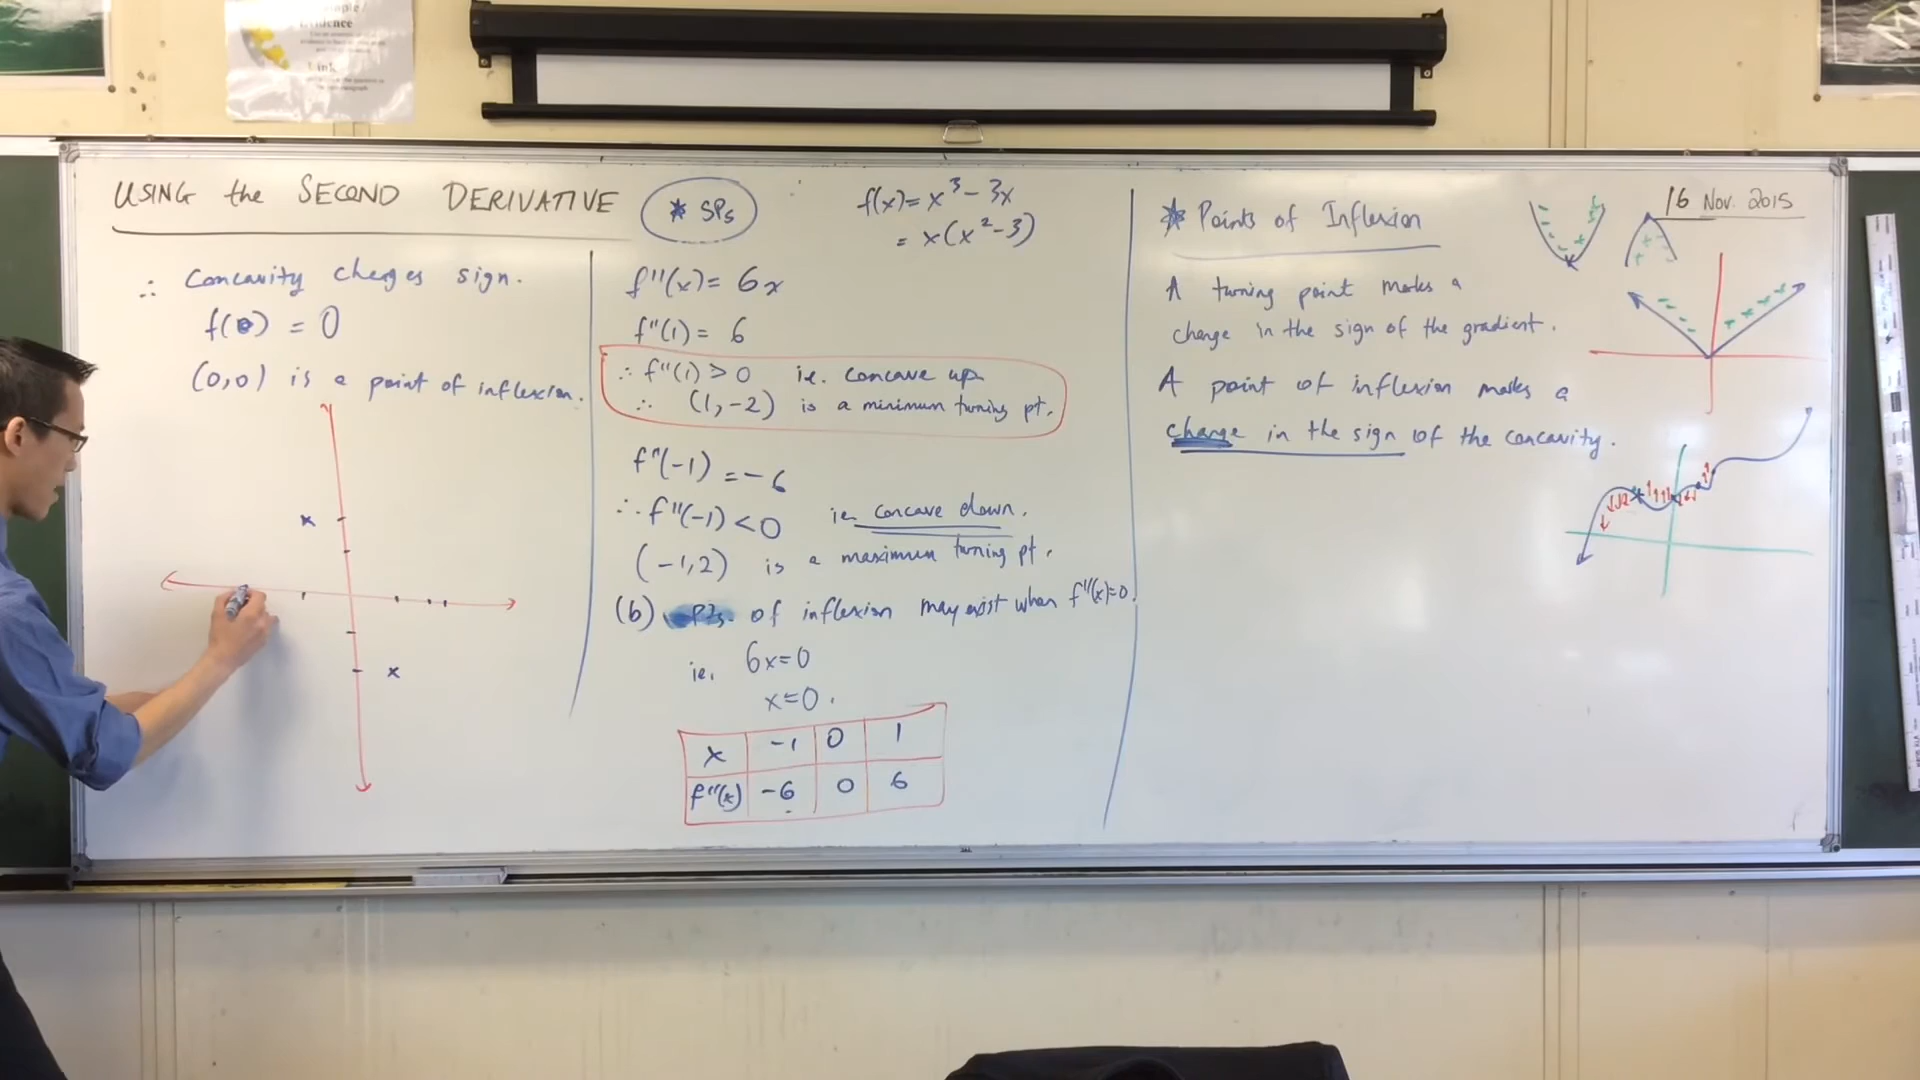 USING the SECOND DERIVATIVE
* SPs
∴ Concavity changes sign.
f(0) = 0
(0,0) is a point of inflexion.
f(x) = x³ - 3x
= x(x² - 3)
f''(x) = 6x
f''(1) = 6
∴ f''(1) > 0 ie. concave up
∴ (1,-2) is a minimum turning pt.
f''(-1) = -6
∴ f''(-1) < 0 ie. concave down.
(-1,2) is a maximum turning pt.
(b) Pts. of inflexion may exist when f''(x)=0.
ie. 6x=0
x=0.
x -1 0 1
f''(x) -6 0 6
* Points of Inflexion
16 Nov. 2015
A turning point marks a
change in the sign of the gradient.
A point of inflexion marks a
change in the sign of the concavity.